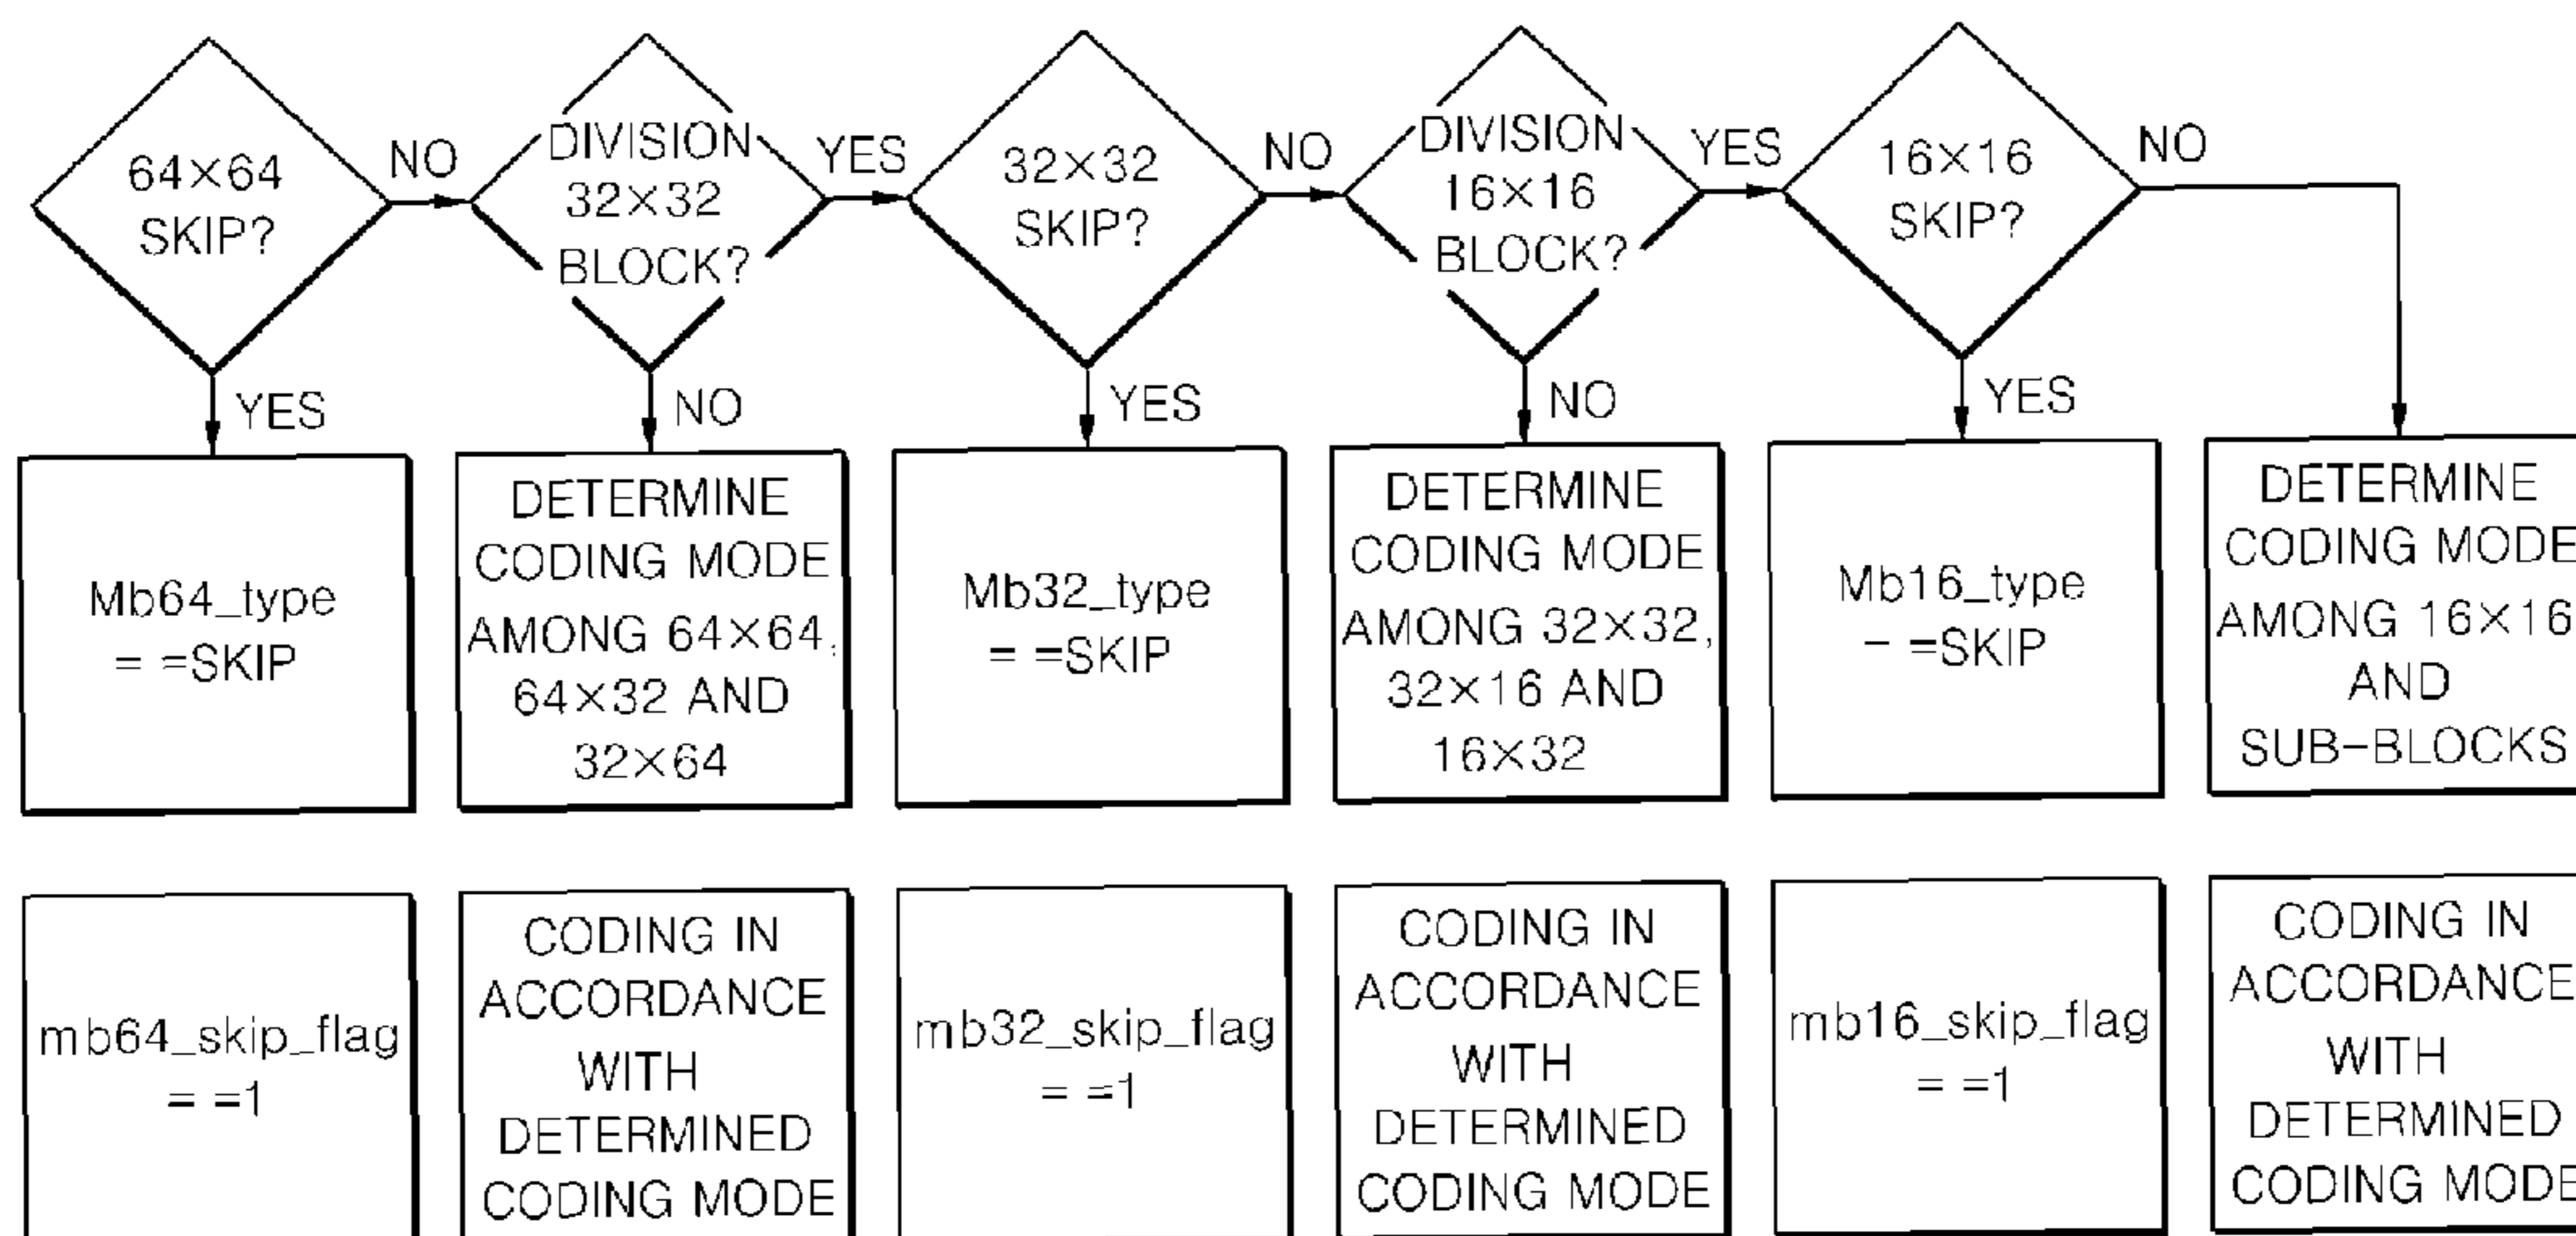 64×64
SKIP?
NO
DIVISION
32×32
BLOCK?
YES
32×32
SKIP?
NO
DIVISION
16×16
BLOCK?
YES
16×16
SKIP?
NO
YES
NO
YES
NO
YES
Mb64_type
= =SKIP
DETERMINE
CODING MODE
AMONG 64×64,
64×32 AND
32×64
Mb32_type
= =SKIP
DETERMINE
CODING MODE
AMONG 32×32,
32×16 AND
16×32
Mb16_type
− =SKIP
DETERMINE
CODING MODE
AMONG 16×16
AND
SUB-BLOCKS
mb64_skip_flag
= =1
CODING IN
ACCORDANCE
WITH
DETERMINED
CODING MODE
mb32_skip_flag
= =1
CODING IN
ACCORDANCE
WITH
DETERMINED
CODING MODE
mb16_skip_flag
= =1
CODING IN
ACCORDANCE
WITH
DETERMINED
CODING MODE